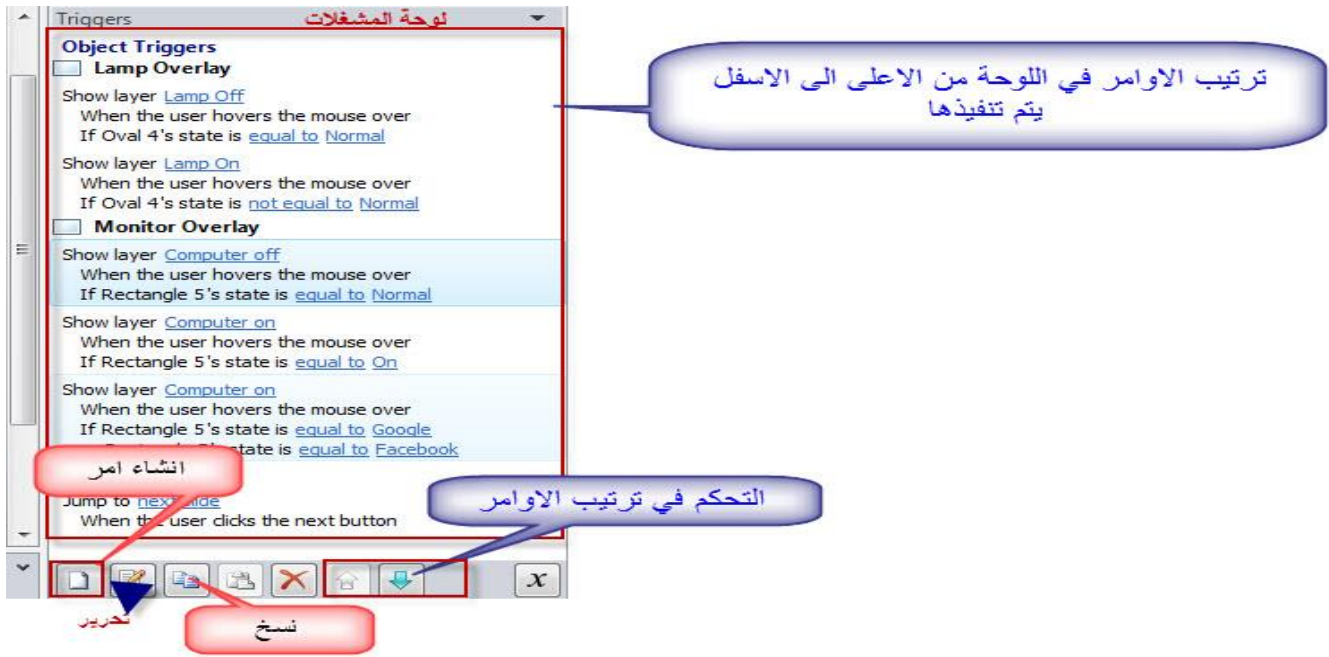 Triggers لوحة المشغلات
Object Triggers
Lamp Overlay
Show layer Lamp Off
When the user hovers the mouse over
If Oval 4's state is equal to Normal
Show layer Lamp On
When the user hovers the mouse over
If Oval 4's state is not equal to Normal
Monitor Overlay
Show layer Computer off
When the user hovers the mouse over
If Rectangle 5's state is equal to Normal
Show layer Computer on
When the user hovers the mouse over
If Rectangle 5's state is equal to On
Show layer Computer on
When the user hovers the mouse over
If Rectangle 5's state is equal to Google
state is equal to Facebook
Jump to next slide
When the user clicks the next button
ترتيب الاوامر في اللوحة من الاعلى الى الاسفل
يتم تنفيذها
انشاء امر
التحكم في ترتيب الاوامر
x
تحرير
نسخ